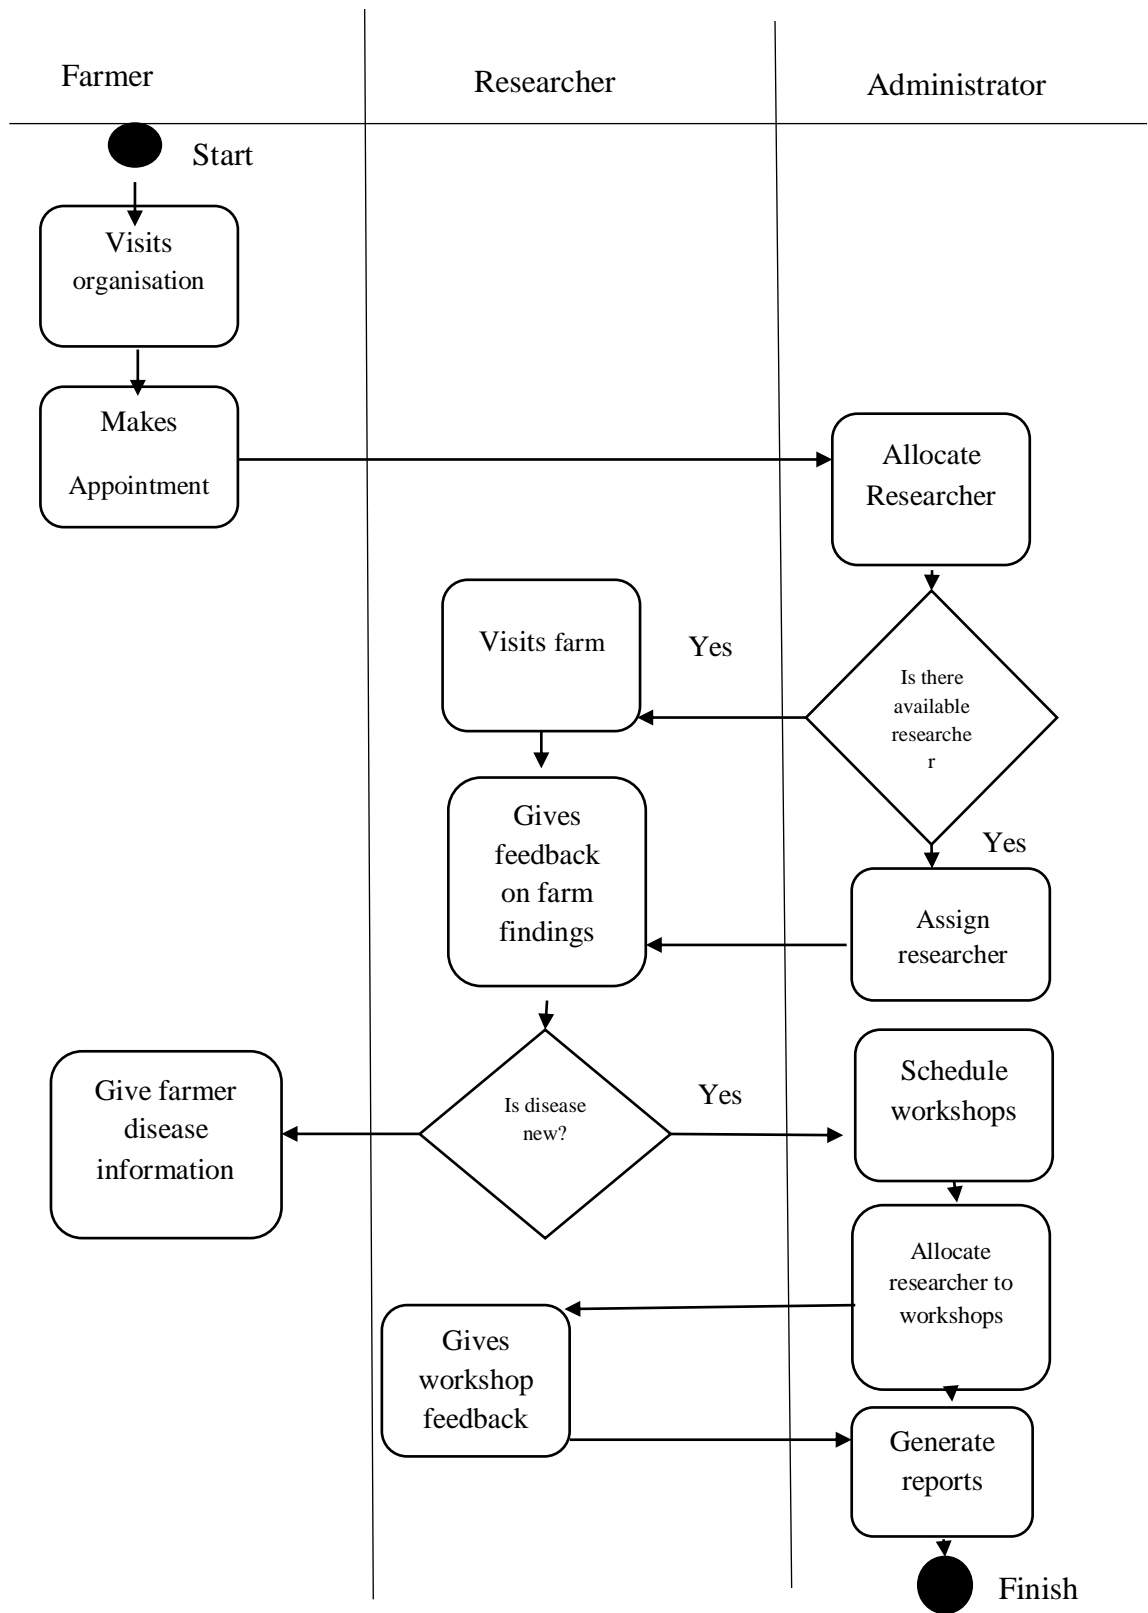 Farmer
Researcher
Administrator
Start
Visits
organisation
Makes
Appointment
Allocate
Researcher
Visits farm
Yes
Is there
available
researche
r
Gives
feedback
on farm
findings
Yes
Assign
researcher
Give farmer
disease
information
Is disease
new?
Yes
Schedule
workshops
Allocate
researcher to
workshops
Gives
workshop
feedback
Generate
reports
Finish